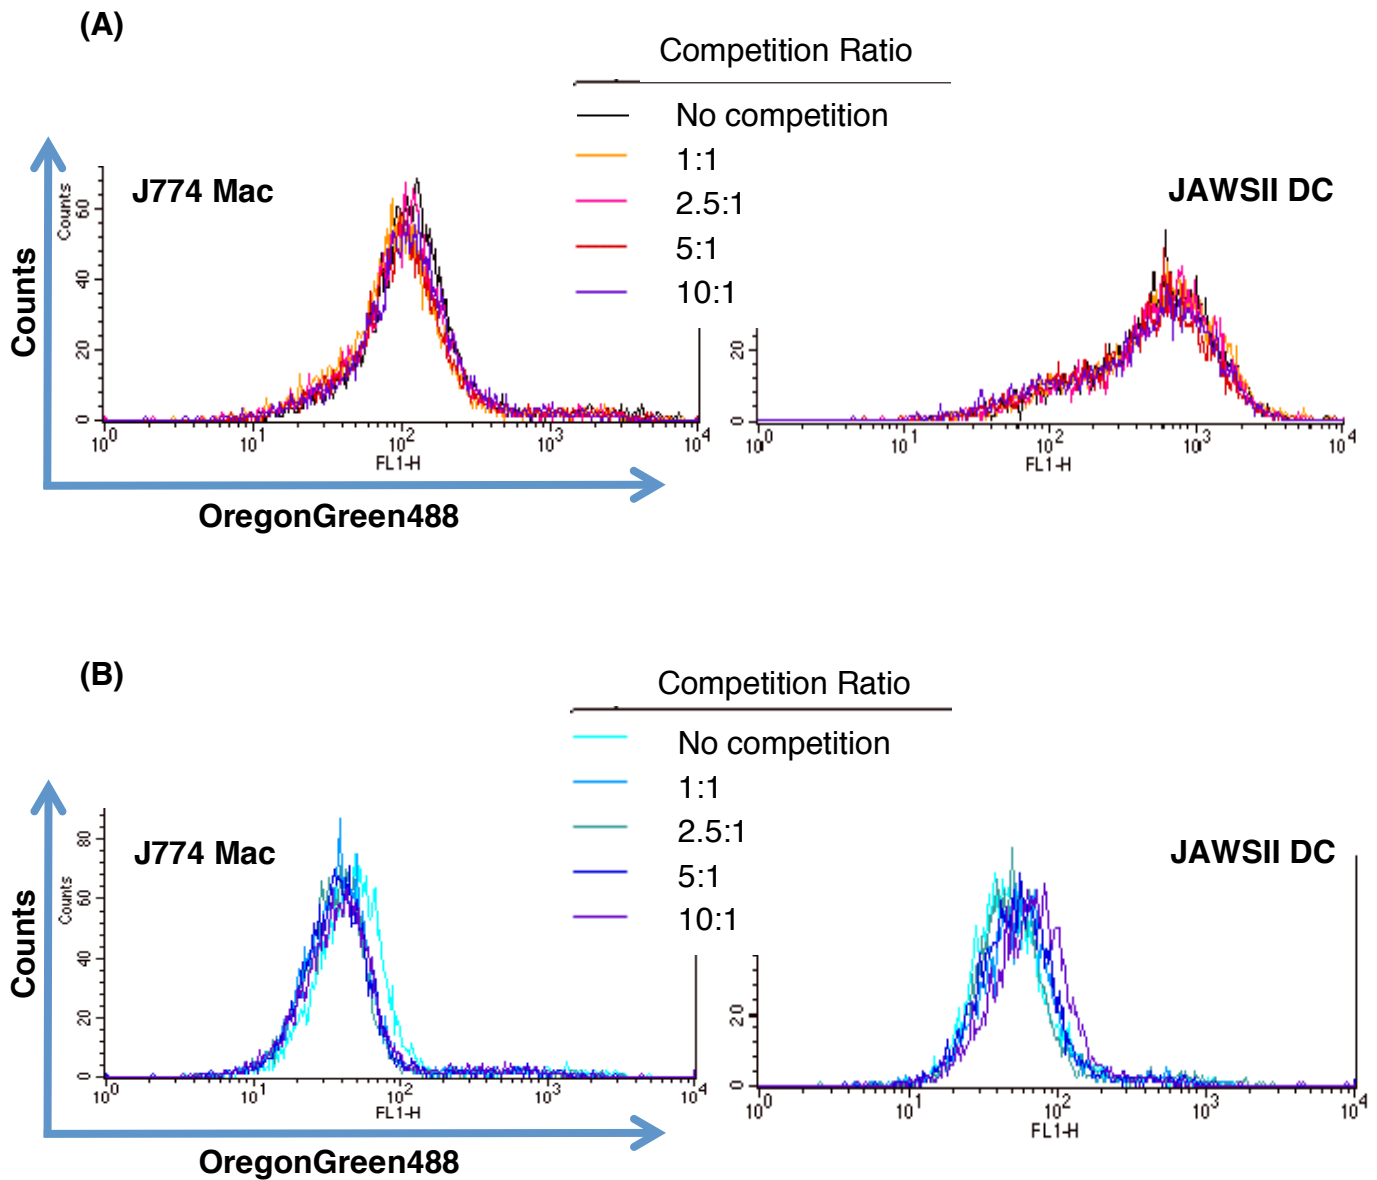 (A)
Competition Ratio
No competition
1:1
2.5:1
5:1
10:1
J774 Mac
JAWSII DC
Counts
Counts
60
40
20
0
10^0 10^1 10^2 10^3 10^4
FL1-H
20
0
10^0 10^1 10^2 10^3 10^4
FL1-H
OregonGreen488
(B)
Competition Ratio
No competition
1:1
2.5:1
5:1
10:1
J774 Mac
JAWSII DC
Counts
Counts
80
60
40
20
0
10^0 10^1 10^2 10^3 10^4
FL1-H
20
0
10^0 10^1 10^2 10^3 10^4
FL1-H
OregonGreen488